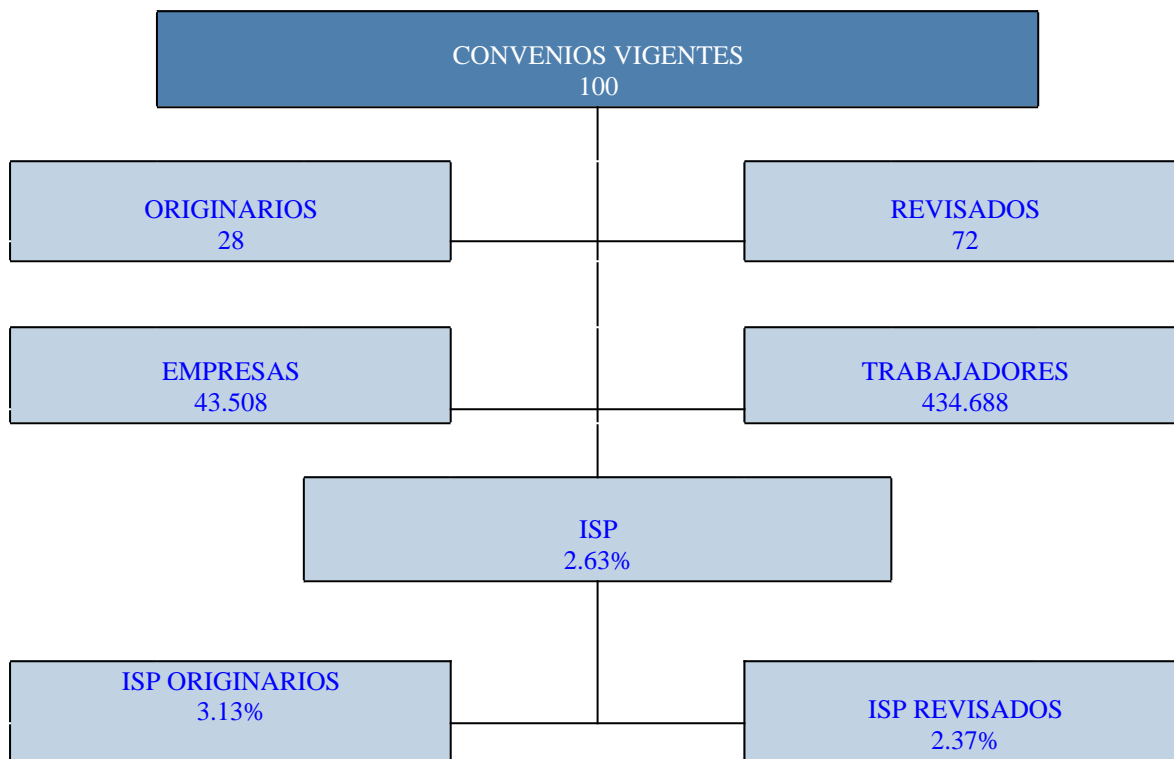 CONVENIOS VIGENTES
100
ORIGINARIOS
28
REVISADOS
72
EMPRESAS
43.508
TRABAJADORES
434.688
ISP
2.63%
ISP ORIGINARIOS
3.13%
ISP REVISADOS
2.37%